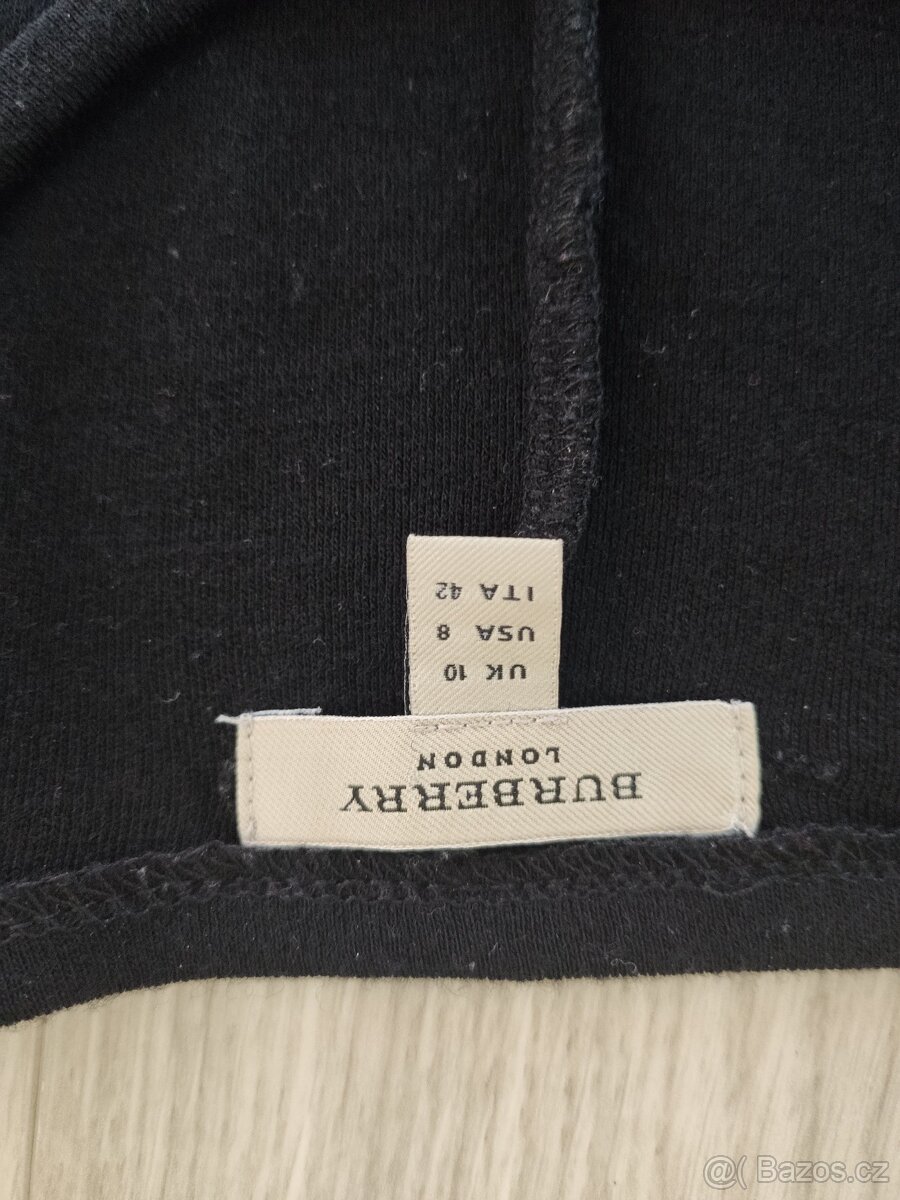 BURBERRY
LONDON
UK 10
USA 8
ITA 42
@( Bazos.cz